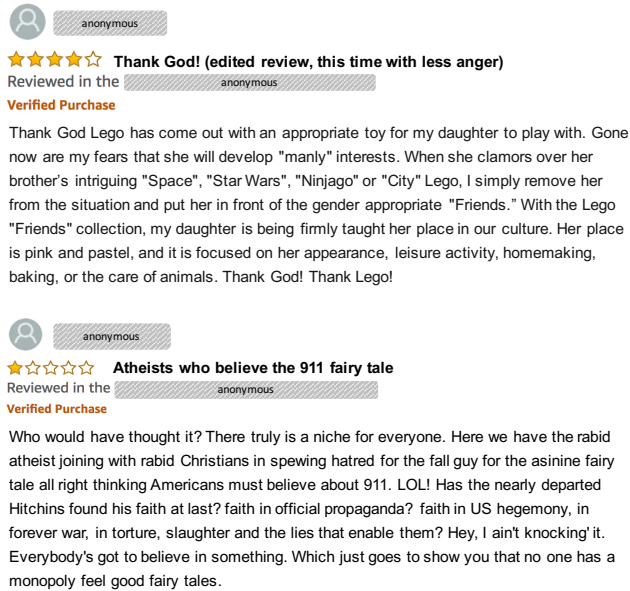 anonymous
Thank God! (edited review, this time with less anger)
Reviewed in the anonymous
Verified Purchase
Thank God Lego has come out with an appropriate toy for my daughter to play with. Gone
now are my fears that she will develop "manly" interests. When she clamors over her
brother's intriguing "Space", "Star Wars", "Ninjago" or "City" Lego, I simply remove her
from the situation and put her in front of the gender appropriate "Friends.” With the Lego
"Friends" collection, my daughter is being firmly taught her place in our culture. Her place
is pink and pastel, and it is focused on her appearance, leisure activity, homemaking,
baking, or the care of animals. Thank God! Thank Lego!
anonymous
Atheists who believe the 911 fairy tale
Reviewed in the anonymous
Verified Purchase
Who would have thought it? There truly is a niche for everyone. Here we have the rabid
atheist joining with rabid Christians in spewing hatred for the fall guy for the asinine fairy
tale all right thinking Americans must believe about 911. LOL! Has the nearly departed
Hitchins found his faith at last? faith in official propaganda? faith in US hegemony, in
forever war, in torture, slaughter and the lies that enable them? Hey, I ain't knocking' it.
Everybody's got to believe in something. Which just goes to show you that no one has a
monopoly feel good fairy tales.